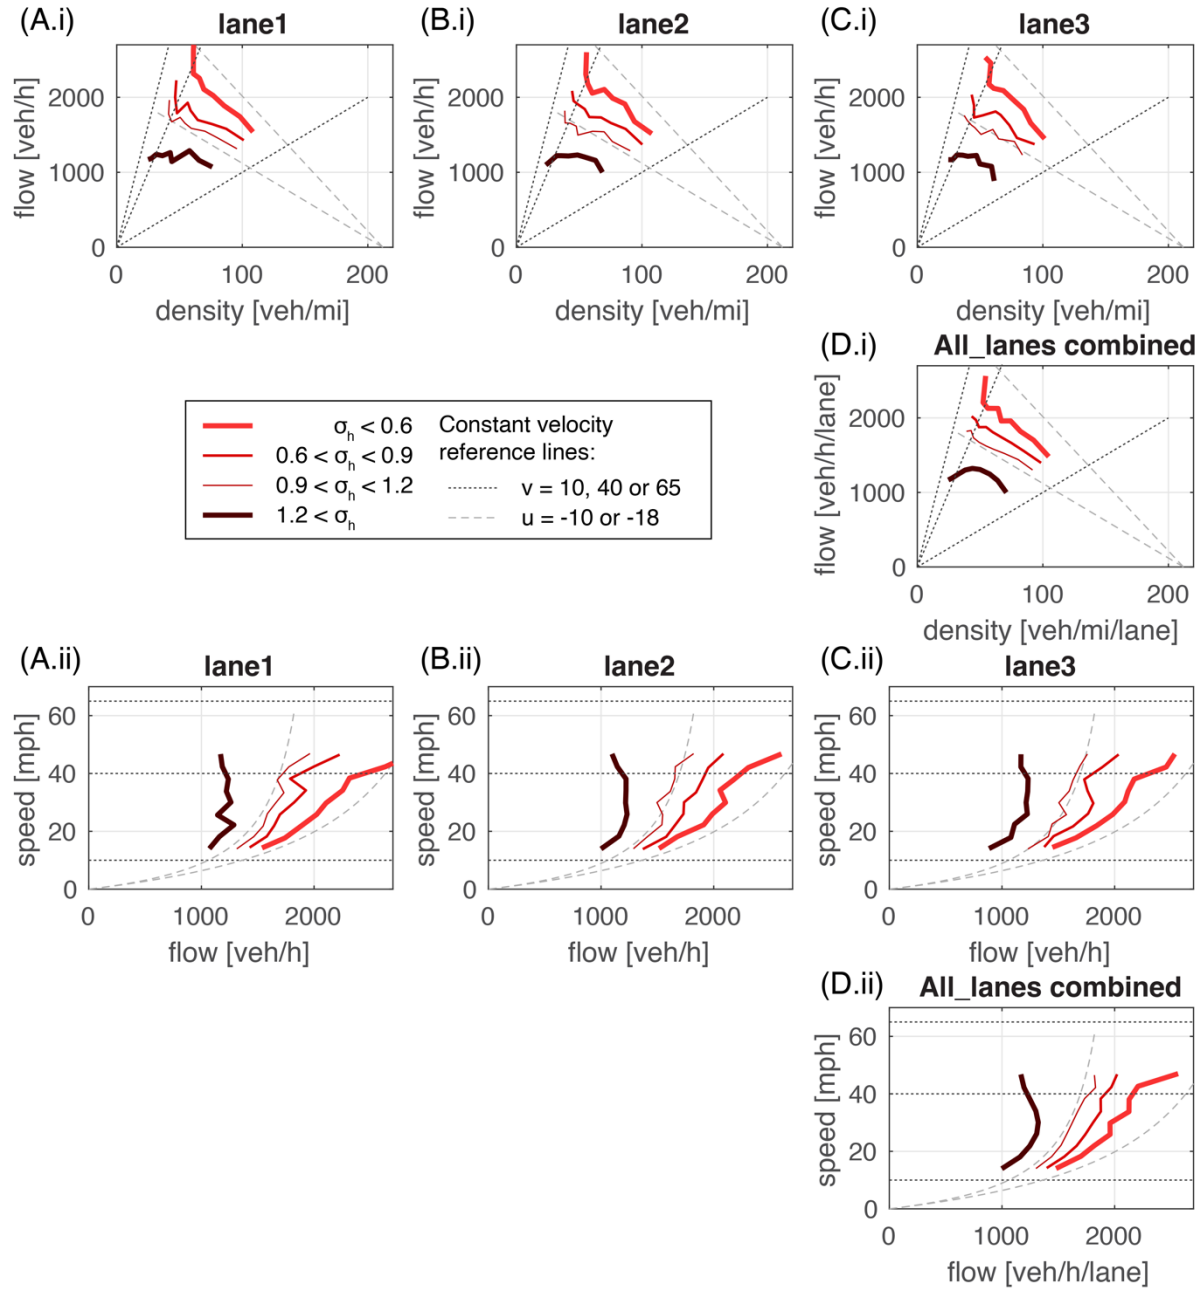 (A.i) lane1
flow [veh/h]
2000
1000
0
0 100 200
density [veh/mi]
(B.i) lane2
flow [veh/h]
2000
1000
0
0 100 200
density [veh/mi]
(C.i) lane3
flow [veh/h]
2000
1000
0
0 100 200
density [veh/mi]
(D.i) All_lanes combined
flow [veh/h/lane]
2000
1000
0
0 100 200
density [veh/mi/lane]
σh < 0.6
0.6 < σh < 0.9
0.9 < σh < 1.2
1.2 < σh
Constant velocity
reference lines:
v = 10, 40 or 65
u = -10 or -18
(A.ii) lane1
speed [mph]
60
40
20
0
0 1000 2000
flow [veh/h]
(B.ii) lane2
speed [mph]
60
40
20
0
0 1000 2000
flow [veh/h]
(C.ii) lane3
speed [mph]
60
40
20
0
0 1000 2000
flow [veh/h]
(D.ii) All_lanes combined
speed [mph]
60
40
20
0
0 1000 2000
flow [veh/h/lane]